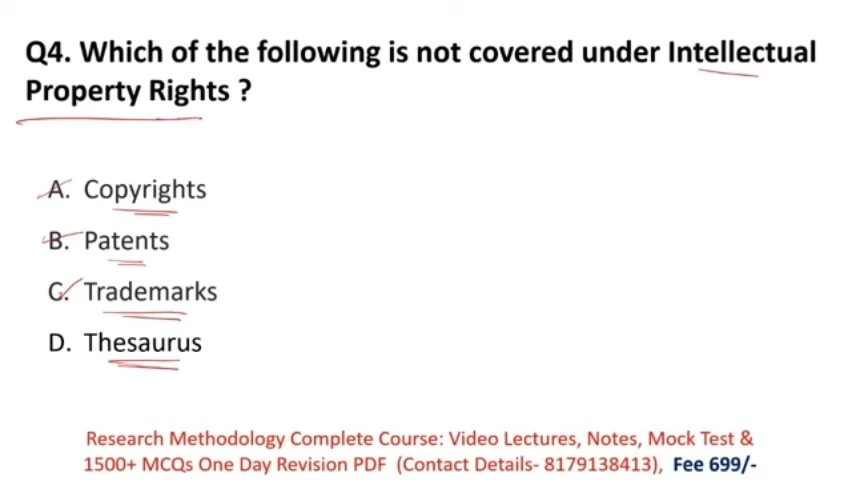 Q4. Which of the following is not covered under Intellectual
Property Rights ?
A. Copyrights
B. Patents
C. Trademarks
D. Thesaurus
Research Methodology Complete Course: Video Lectures, Notes, Mock Test &
1500+ MCQs One Day Revision PDF (Contact Details- 8179138413), Fee 699/-